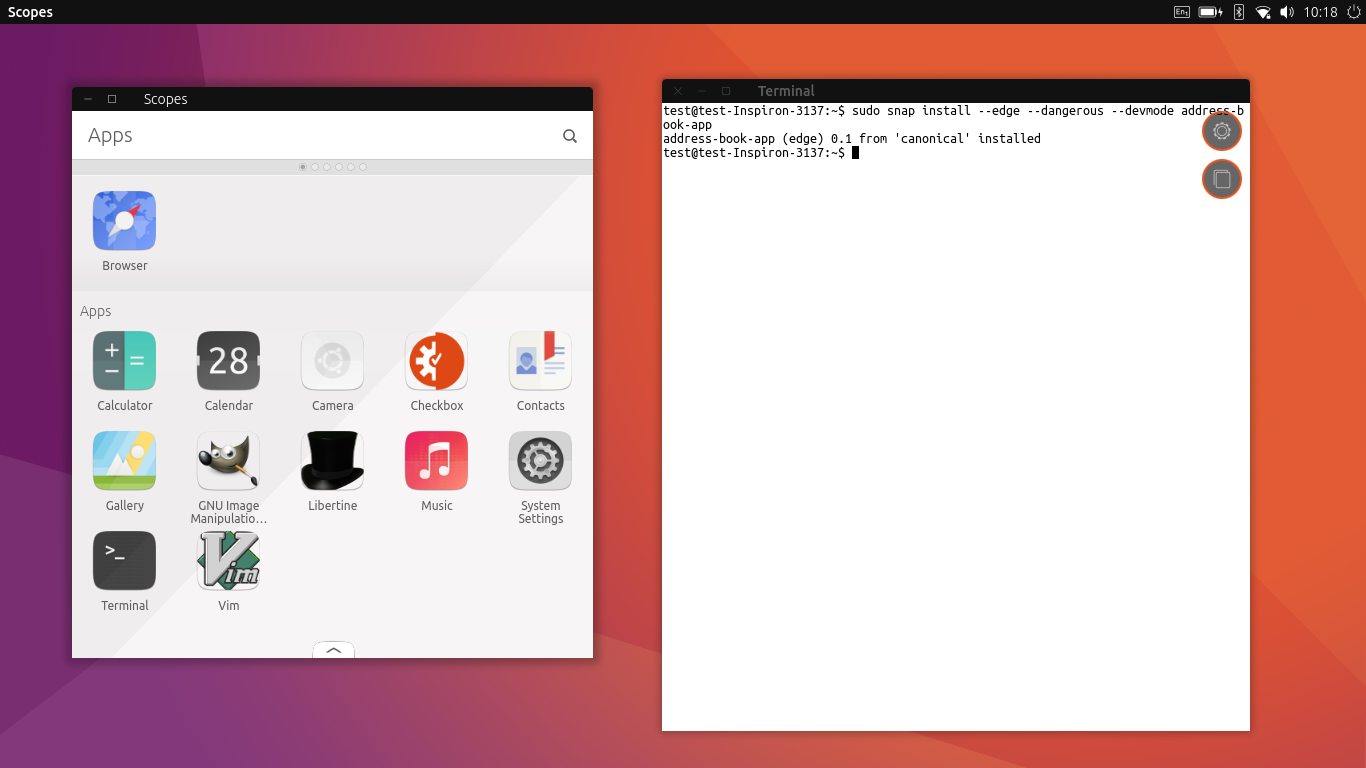 Scopes
En1
10:18
Scopes
Apps
Browser
Apps
+
−
=
28
Calculator
Calendar
Camera
Checkbox
Contacts
Gallery
GNU Image
Manipulatio...
Libertine
Music
System
Settings
>_
Vim
Terminal
Vim
Terminal
test@test-Inspiron-3137:~$ sudo snap install --edge --dangerous --devmode address-b
ook-app
address-book-app (edge) 0.1 from 'canonical' installed
test@test-Inspiron-3137:~$